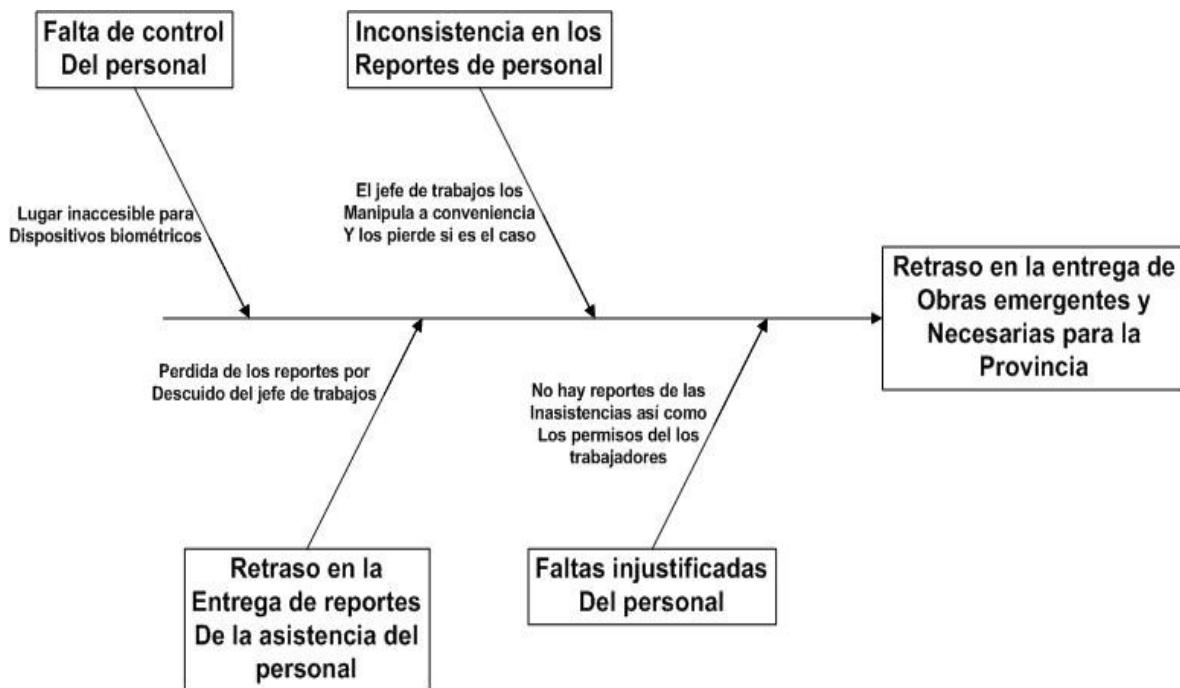 Falta de control
Del personal
Inconsistencia en los
Reportes de personal
Lugar inaccesible para
Dispositivos biométricos
El jefe de trabajos los
Manipula a conveniencia
Y los pierde si es el caso
Retraso en la entrega de
Obras emergentes y
Necesarias para la
Provincia
Perdida de los reportes por
Descuido del jefe de trabajos
No hay reportes de las
Inasistencias así como
Los permisos del los
trabajadores
Retraso en la
Entrega de reportes
De la asistencia del
personal
Faltas injustificadas
Del personal